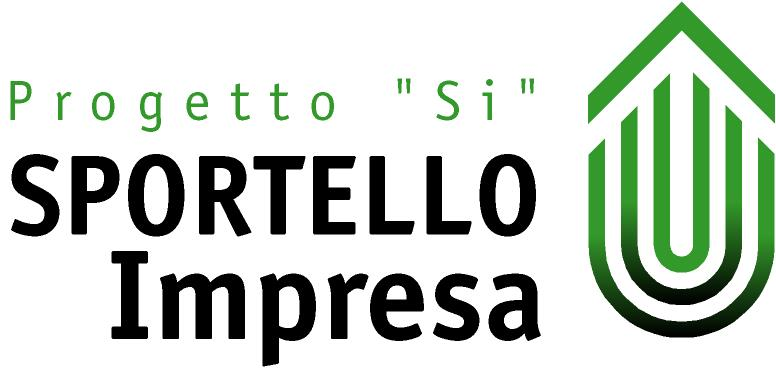 Progetto "Si"
SPORTELLO
Impresa